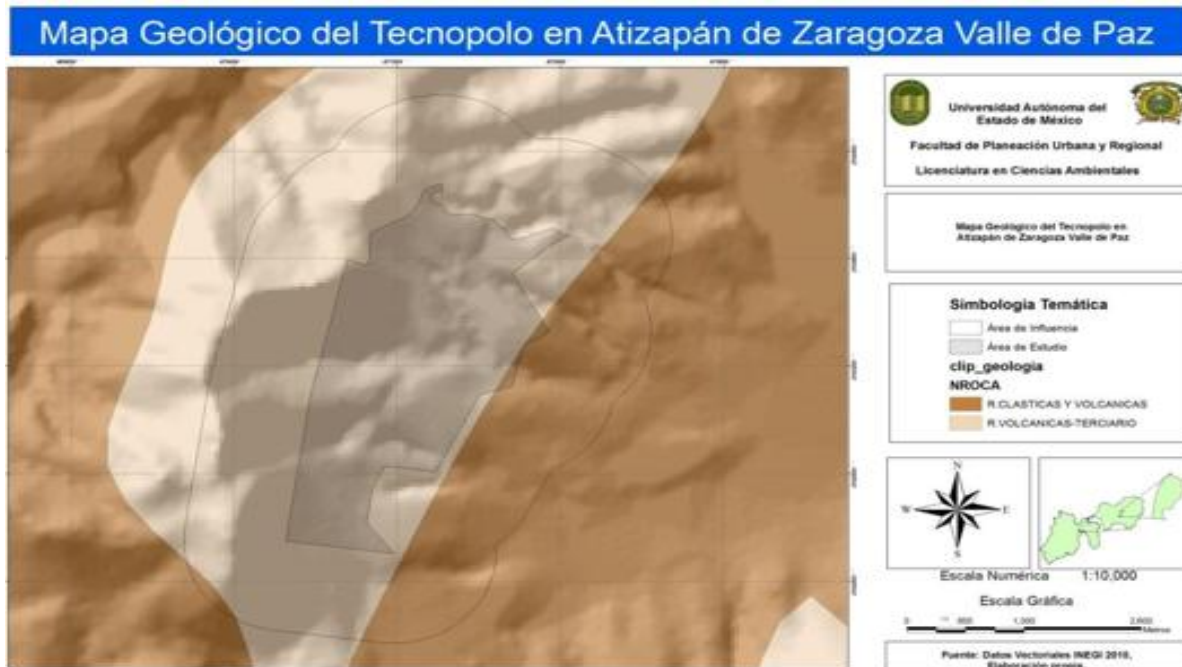 Mapa Geológico del Tecnopolo en Atizapán de Zaragoza Valle de Paz
Universidad Autónoma del
Estado de México
Facultad de Planeación Urbana y Regional
Licenciatura en Ciencias Ambientales
Mapa Geológico del Tecnopolo en
Atizapán de Zaragoza Valle de Paz
Simbología Temática
Área de Influencia
Área de Estudio
clip_geologia
NROCA
R.CLASTICAS Y VOLCANICAS
R.VOLCANICAS-TERCIARIO
N
W E
S
Escala Numérica 1:10,000
Escala Gráfica
0
Metros
Fuente: Datos Vectoriales INEGI 2010,
Elaboración propia